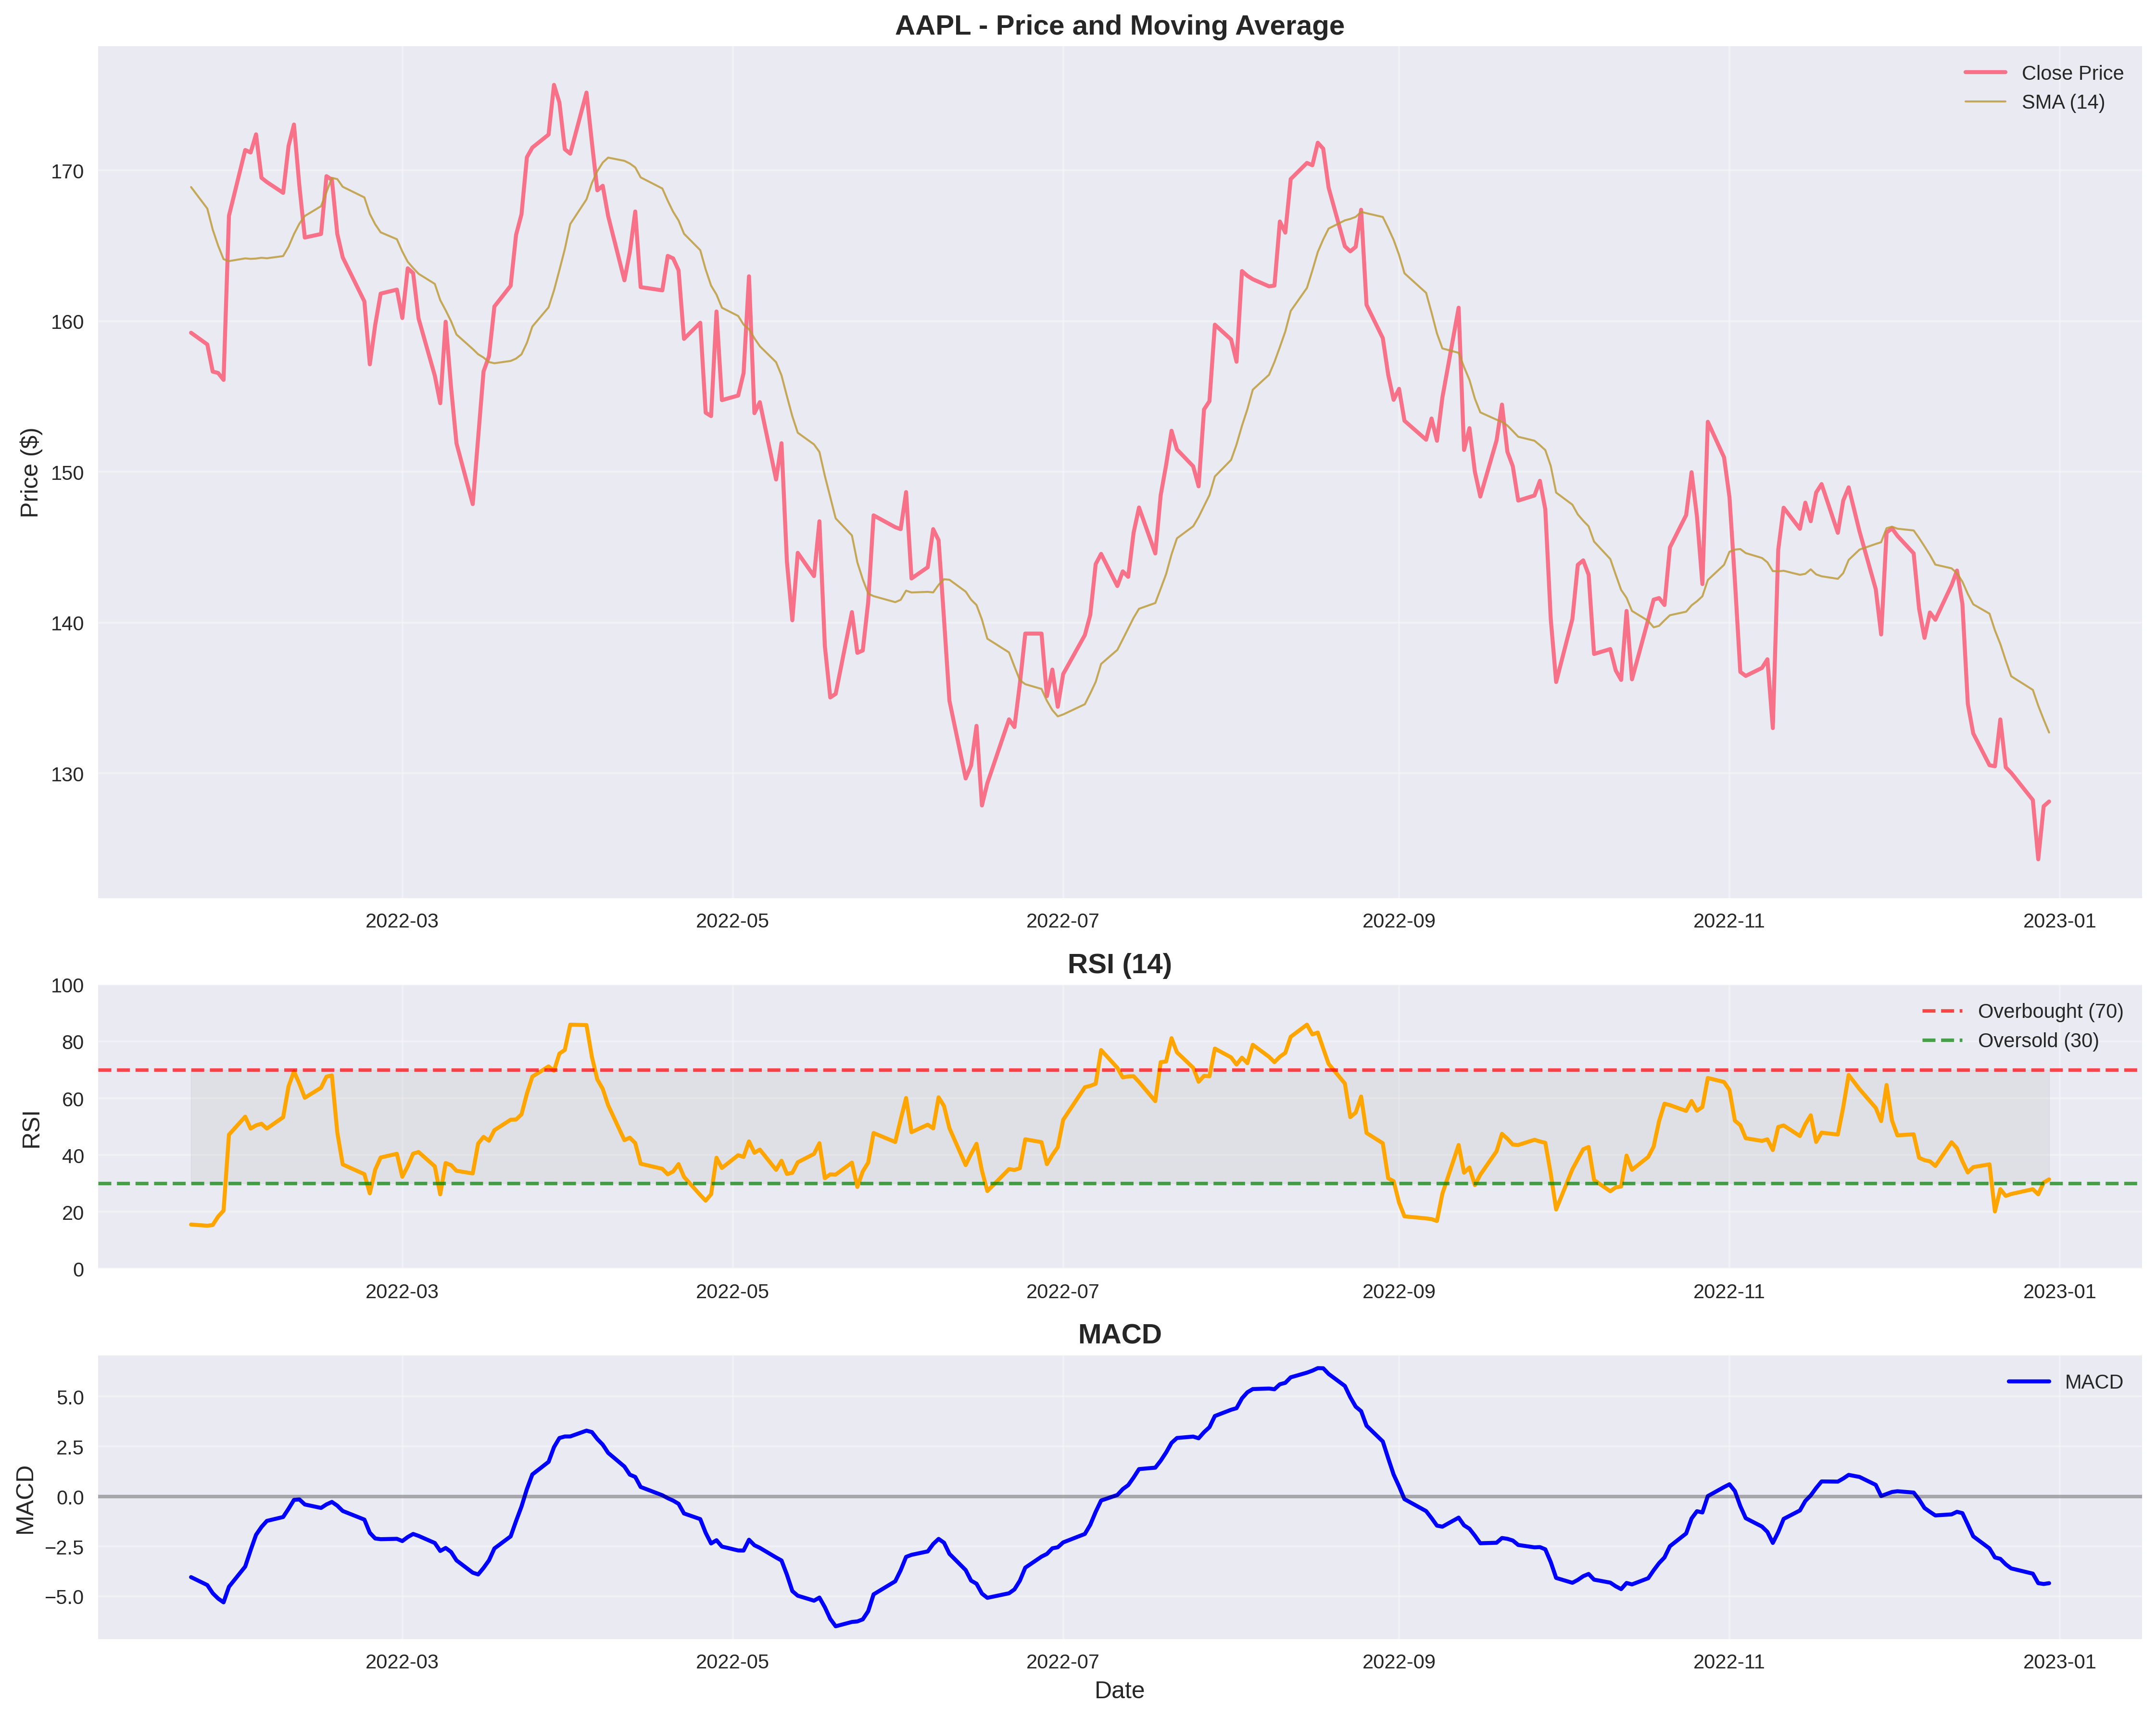 AAPL - Price and Moving Average
Close Price
SMA (14)
Price ($)
170
160
150
140
130
2022-03 2022-05 2022-07 2022-09 2022-11 2023-01
RSI (14)
Overbought (70)
Oversold (30)
RSI
100
80
60
40
20
0
2022-03 2022-05 2022-07 2022-09 2022-11 2023-01
MACD
MACD
MACD
5.0
2.5
0.0
−2.5
−5.0
2022-03 2022-05 2022-07 2022-09 2022-11 2023-01
Date